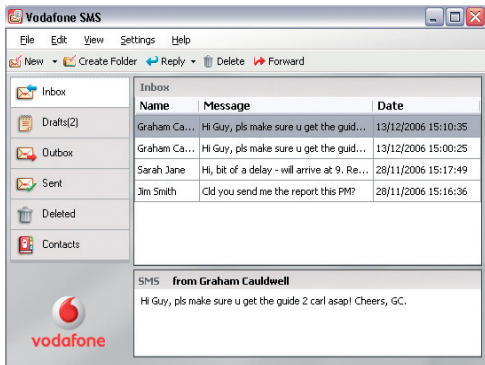 Vodafone SMS
File Edit View Settings Help
New Create Folder Reply Delete Forward
Inbox
Drafts(2)
Outbox
Sent
Deleted
Contacts
vodafone
Inbox
Name Message Date
Graham Ca... Hi Guy, pls make sure u get the guid... 13/12/2006 15:10:35
Graham Ca... Hi Guy, pls make sure u get the guid... 13/12/2006 15:00:25
Sarah Jane Hi, bit of a delay - will arrive at 9. Re... 28/11/2006 15:17:49
Jim Smith Cld you send me the report this PM? 28/11/2006 15:16:36
SMS from Graham Cauldwell
Hi Guy, pls make sure u get the guide 2 carl asap! Cheers, GC.